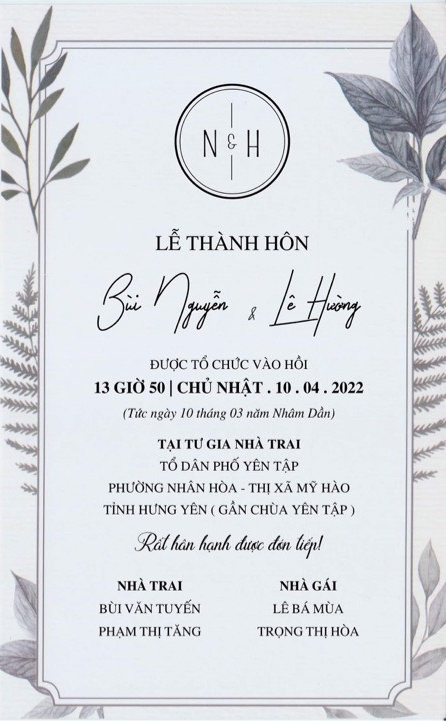 N & H
LỄ THÀNH HÔN
Bùi Nguyễn & Lê Hường
ĐƯỢC TỔ CHỨC VÀO HỒI
13 GIỜ 50 | CHỦ NHẬT . 10 . 04 . 2022
(Tức ngày 10 tháng 03 năm Nhâm Dần)
TẠI TƯ GIA NHÀ TRAI
TỔ DÂN PHỐ YÊN TẬP
PHƯỜNG NHÂN HÒA - THỊ XÃ MỸ HÀO
TỈNH HƯNG YÊN ( GẦN CHÙA YÊN TẬP )
Rất hân hạnh được đón tiếp!
NHÀ TRAI
BÙI VĂN TUYẾN
PHẠM THỊ TĂNG
NHÀ GÁI
LÊ BÁ MÙA
TRỌNG THỊ HÒA